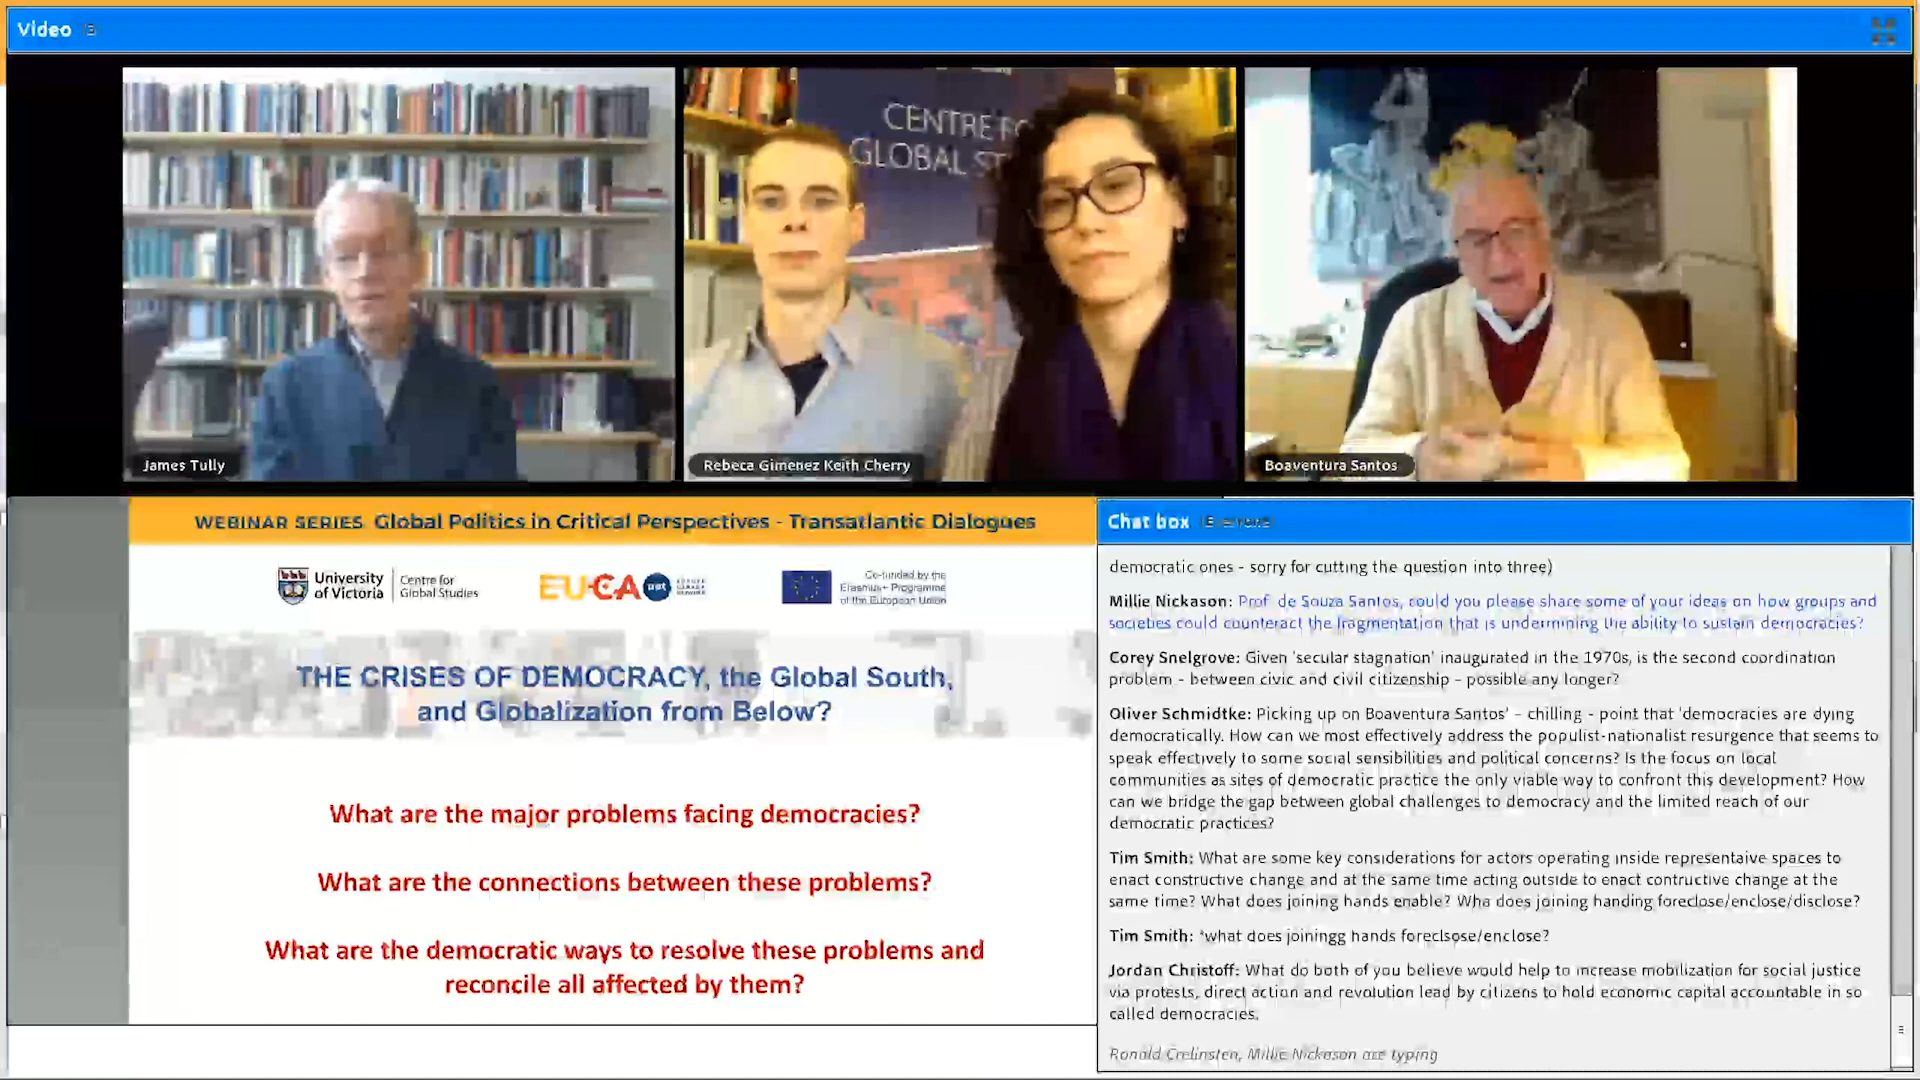 Video
CENTRE FO
GLOBAL ST
James Tully
Rebeca Gimenez Keith Cherry
Boaventura Santos
WEBINAR SERIES Global Politics in Critical Perspectives - Transatlantic Dialogues
University
of Victoria
Centre for
Global Studies
EU-CA
net
Co-funded by the
Erasmus+ Programme
of the European Union
THE CRISES OF DEMOCRACY, the Global South,
and Globalization from Below?
What are the major problems facing democracies?
What are the connections between these problems?
What are the democratic ways to resolve these problems and
reconcile all affected by them?
Chat box (Everyone)
democratic ones - sorry for cutting the question into three)
Millie Nickason: Prof. de Souza Santos, could you please share some of your ideas on how groups and
societies could counteract the fragmentation that is undermining the ability to sustain democracies?
Corey Snelgrove: Given 'secular stagnation' inaugurated in the 1970s, is the second coordination
problem - between civic and civil citizenship - possible any longer?
Oliver Schmidtke: Picking up on Boaventura Santos' - chilling - point that 'democracies are dying
democratically. How can we most effectively address the populist-nationalist resurgence that seems to
speak effectively to some social sensibilities and political concerns? Is the focus on local
communities as sites of democratic practice the only viable way to confront this development? How
can we bridge the gap between global challenges to democracy and the limited reach of our
democratic practices?
Tim Smith: What are some key considerations for actors operating inside representaive spaces to
enact constructive change and at the same time acting outside to enact contructive change at the
same time? What does joining hands enable? Wha does joining handing foreclose/enclose/disclose?
Tim Smith: *what does joiningg hands foreclsose/enclose?
Jordan Christoff: What do both of you believe would help to increase mobilization for social justice
via protests, direct action and revolution lead by citizens to hold economic capital accountable in so
called democracies.
Ronald Crelinsten, Millie Nickason are typing